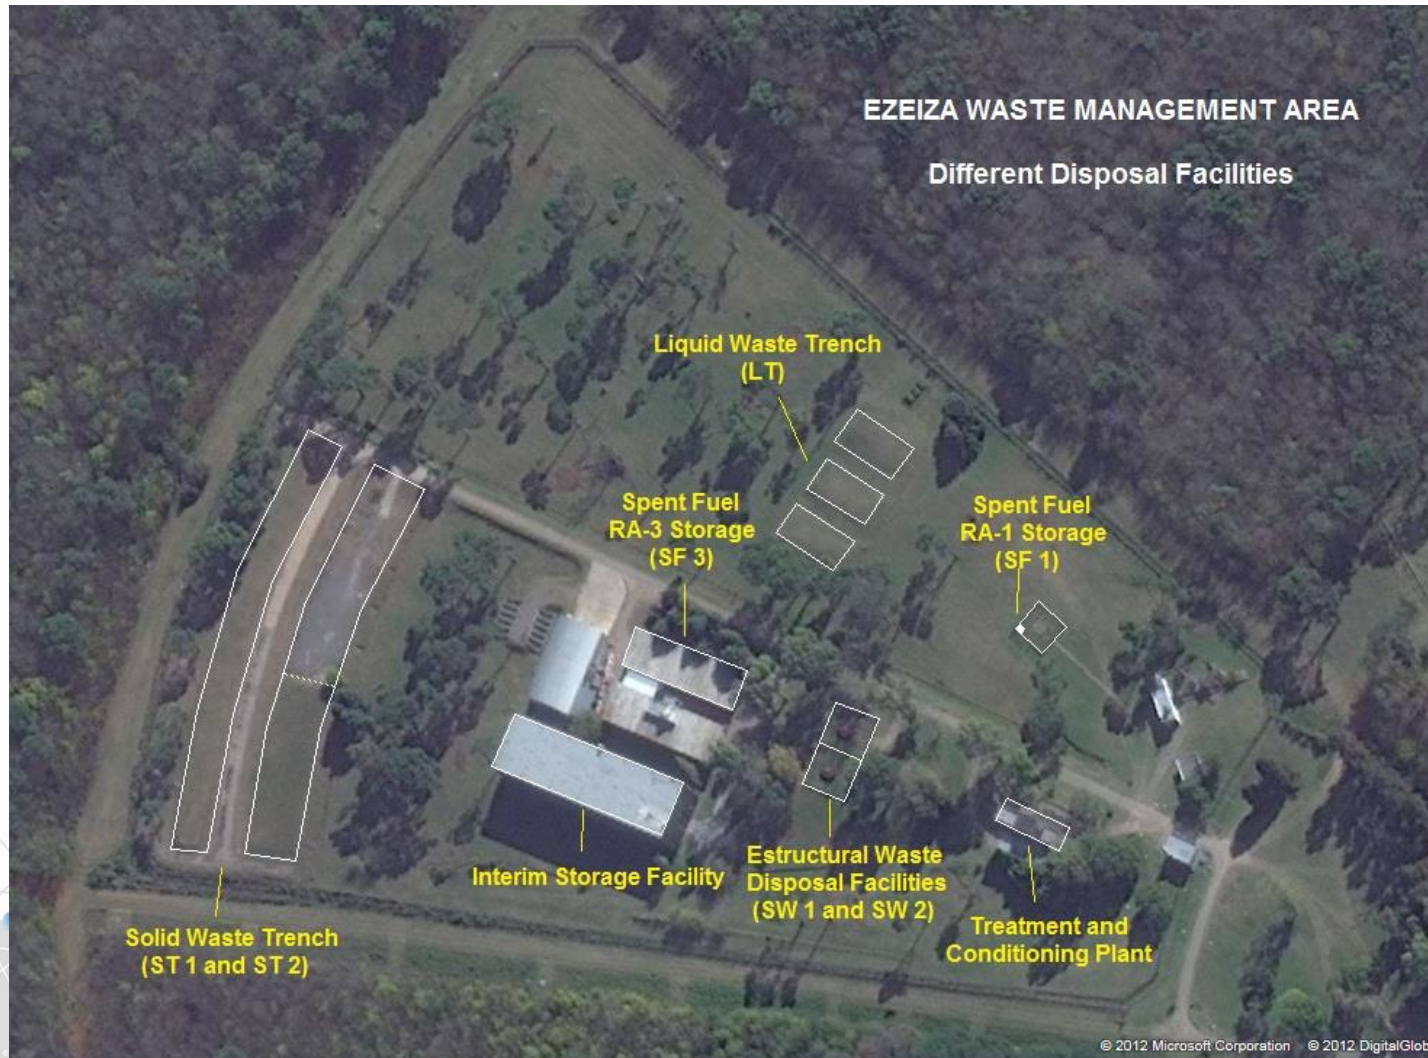 EZEIZA WASTE MANAGEMENT AREA
Different Disposal Facilities
Liquid Waste Trench
(LT)
Spent Fuel
RA-3 Storage
(SF 3)
Spent Fuel
RA-1 Storage
(SF 1)
Interim Storage Facility
Estructural Waste
Disposal Facilities
(SW 1 and SW 2)
Treatment and
Conditioning Plant
Solid Waste Trench
(ST 1 and ST 2)
© 2012 Microsoft Corporation © 2012 DigitalGlob